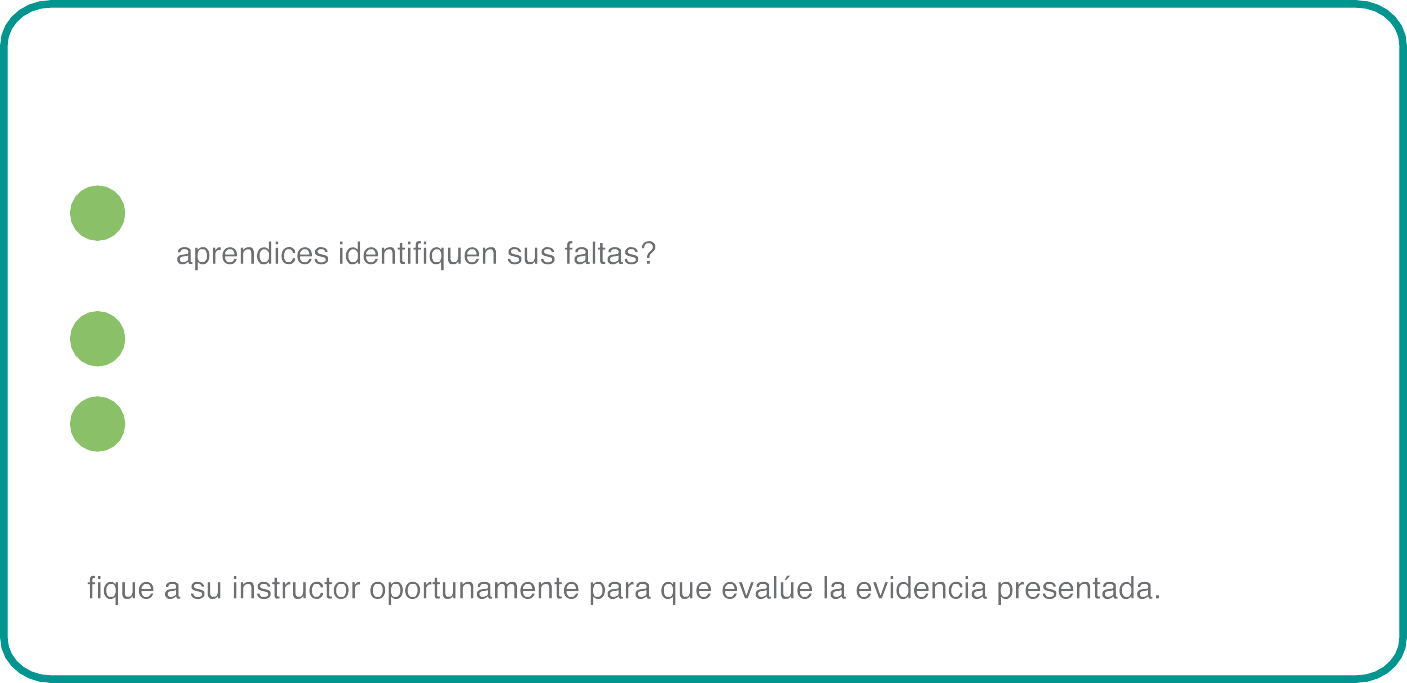 aprendices identifiquen sus faltas?
fique a su instructor oportunamente para que evalúe la evidencia presentada.